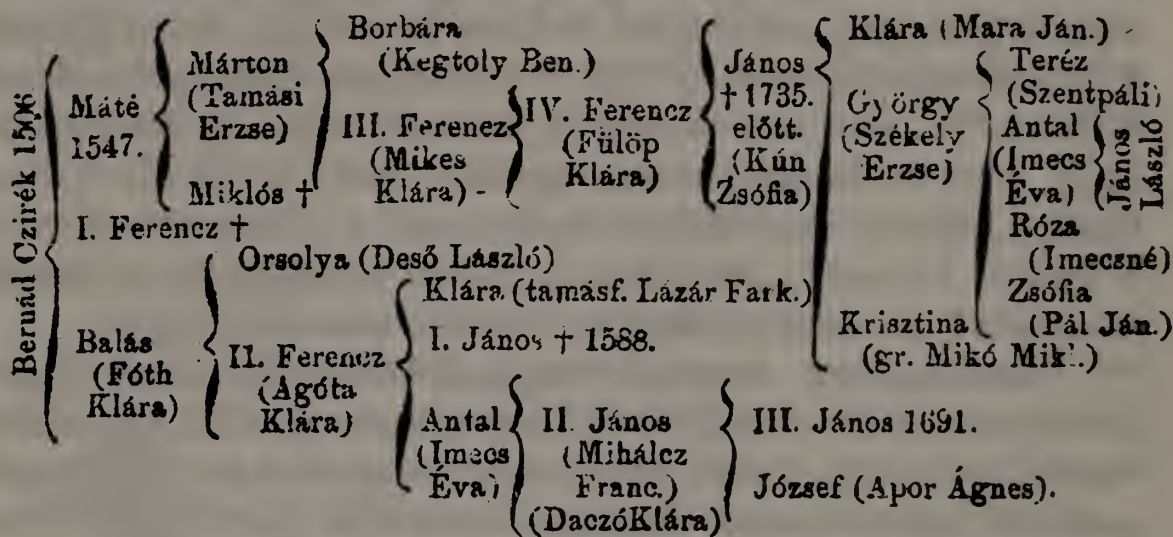 Beruád Czirék 1506
Máté
1547.
I. Ferencz †
Balás
(Fóth
Klára)
Márton
(Tamási
Erzse)
Miklós †
Borbára
(Kegtoly Ben.)
III. Ferenez
(Mikes
Klára) -
IV. Ferencz
(Fülöp
Klára)
János
† 1735.
előtt.
(Kún
Zsófia)
Klára (Mara Ján.)
György
(Székely
Erzse)
Krisztina
(gr. Mikó Mik.)
Teréz
(Szentpáli)
Antal
(Imecs
Éva)
János
László
Róza
(Imecsné)
Zsófia
(Pál Ján.)
Orsolya (Deső László)
II. Ferencz
(Agóta
Klára)
Klára (tamásf. Lázár Fark.)
I. János † 1588.
Antal
(Imecs
Éva)
II. János
(Mihálcz
Franc.)
(DaczóKlára)
III. János 1691.
József (Apor Ágnes).